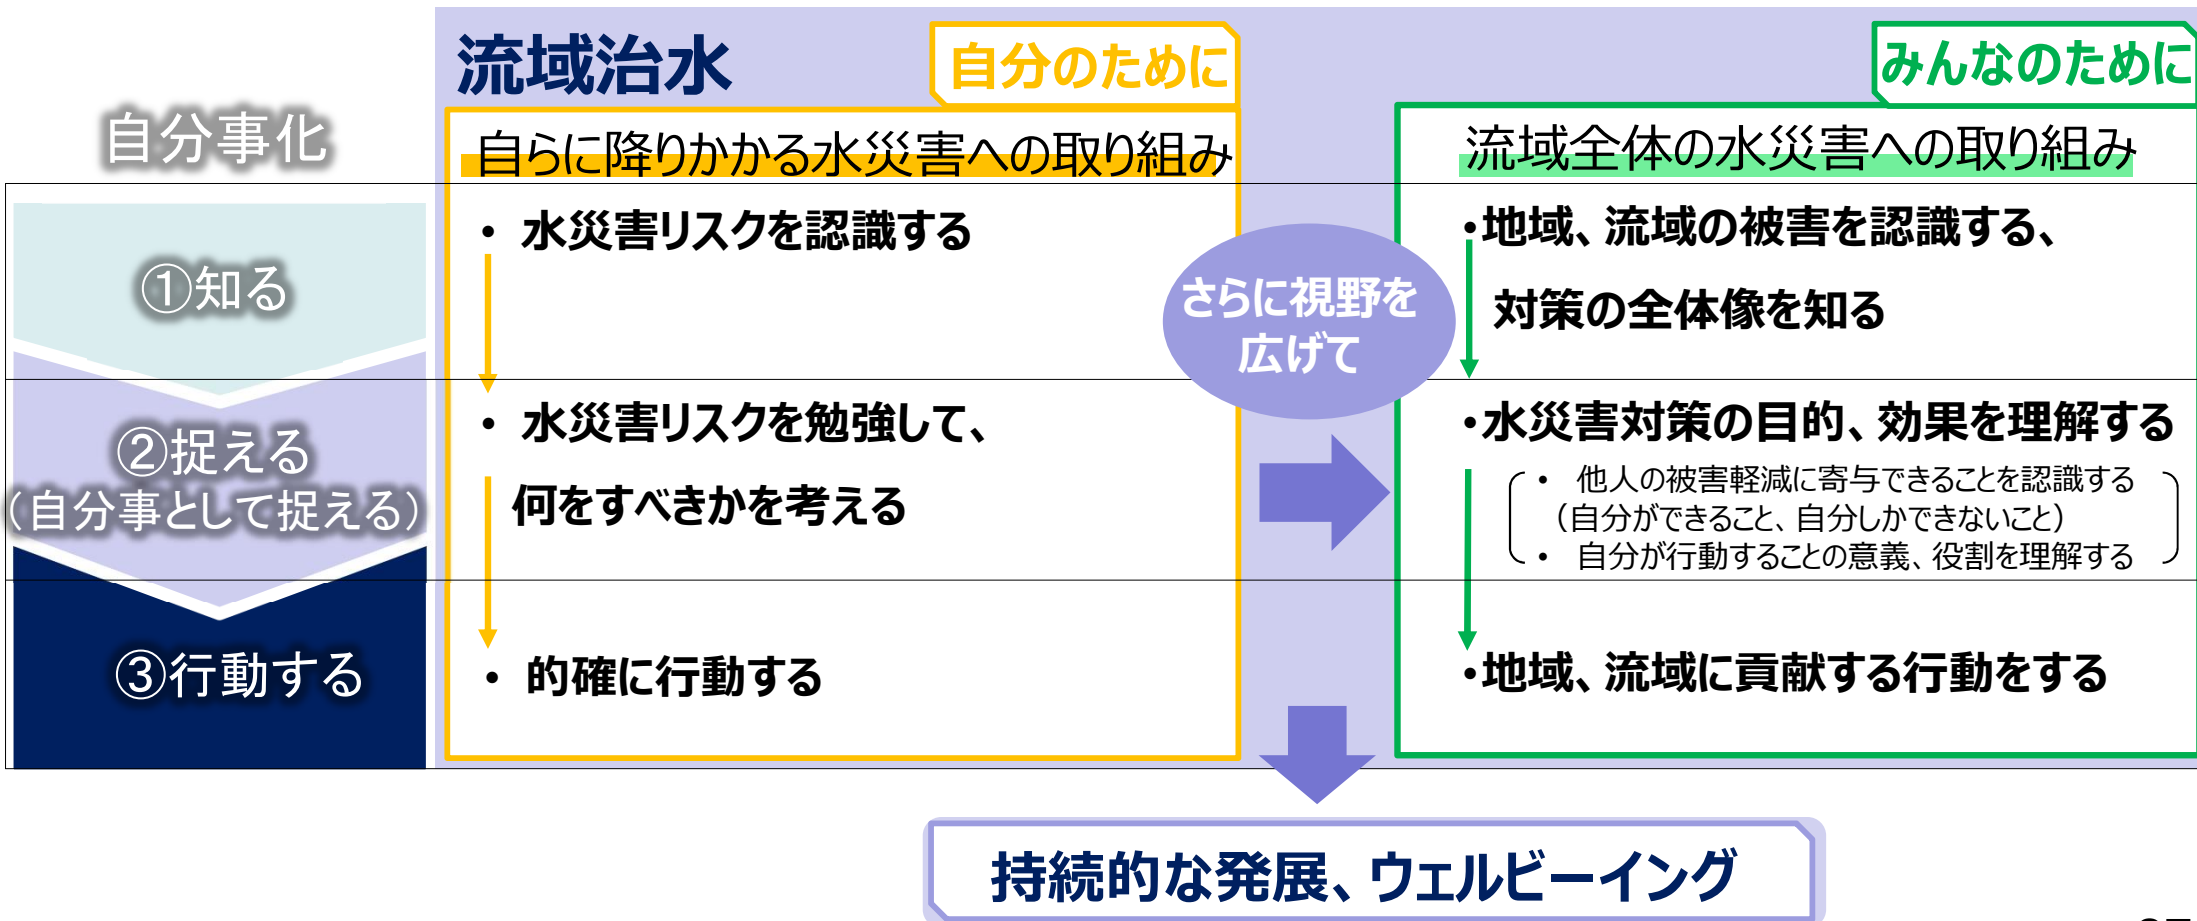 流域治水
自分のために
みんなのために
自分事化
自らに降りかかる水災害への取り組み
流域全体の水災害への取り組み
①知る
・ 水災害リスクを認識する
さらに視野を
広げて
・地域、流域の被害を認識する、
対策の全体像を知る
②捉える
（自分事として捉える）
・ 水災害リスクを勉強して、
何をすべきかを考える
・水災害対策の目的、効果を理解する
・ 他人の被害軽減に寄与できることを認識する
（自分ができること、自分しかできないこと）
・ 自分が行動することの意義、役割を理解する
③行動する
・ 的確に行動する
・地域、流域に貢献する行動をする
持続的な発展、ウェルビーイング